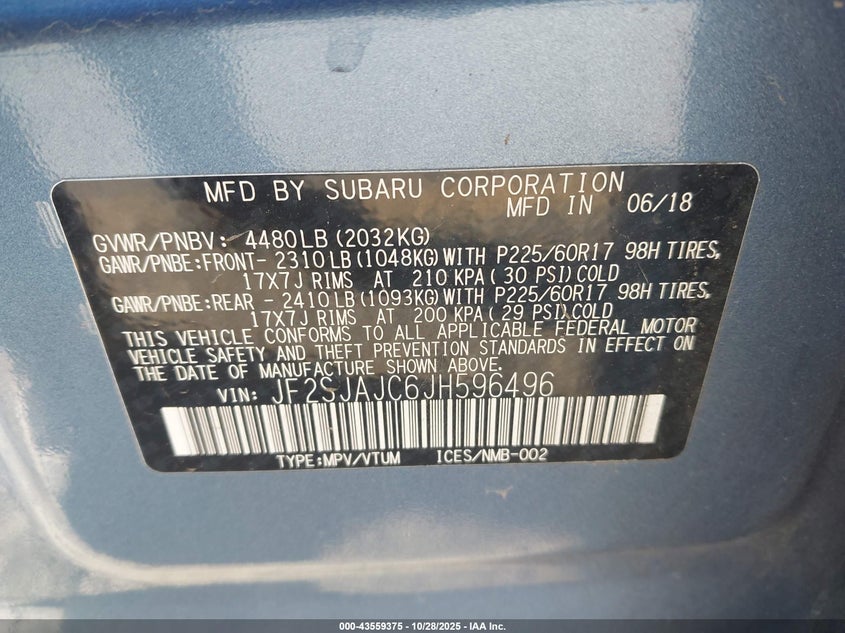 MFD BY SUBARU CORPORATION
MFD IN 06/18
GVWR/PNBV: 4480LB (2032KG)
GAWR/PNBE:FRONT- 2310LB (1048KG) WITH P225/60R17 98H TIRES,
17X7J RIMS AT 210 KPA ( 30 PSI) COLD
GAWR/PNBE:REAR - 2410LB (1093KG) WITH P225/60R17 98H TIRES,
17X7J RIMS AT 200 KPA ( 29 PSI) COLD
THIS VEHICLE CONFORMS TO ALL APPLICABLE FEDERAL MOTOR
VEHICLE SAFETY AND THEFT PREVENTION STANDARDS IN EFFECT ON
THE DATE OF MANUFACTURE SHOWN ABOVE.
VIN: JF2SJAJC6JH596496
TYPE:MPV/VTUM ICES/NMB-002
000-43559375 - 10/28/2025 - IAA Inc.